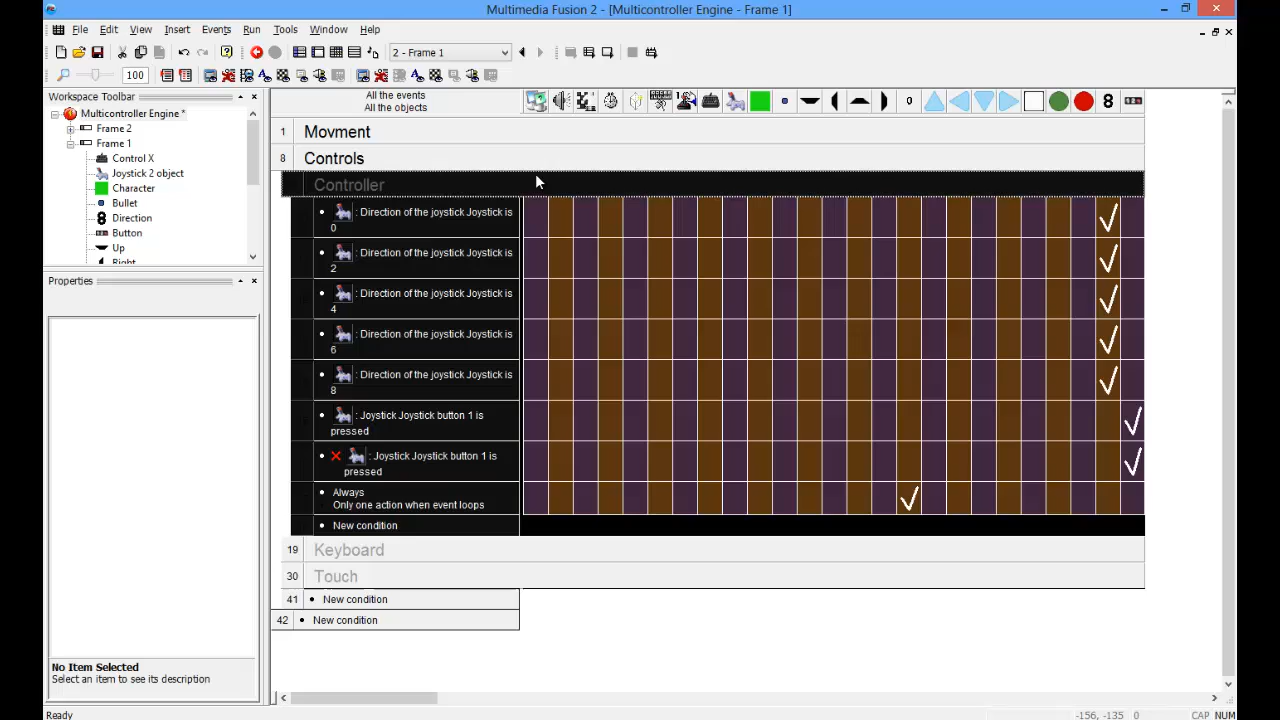 Multimedia Fusion 2 - [Multicontroller Engine - Frame 1]
File Edit View Insert Events Run Tools Window Help
2 - Frame 1
100
Workspace Toolbar
Multicontroller Engine *
Frame 2
Frame 1
Control X
Joystick 2 object
Character
Bullet
Direction
Button
Up
Right
Properties
No Item Selected
Select an item to see its description
All the events
All the objects
0 8
1 Movment
8 Controls
Controller
: Direction of the joystick Joystick is
0
: Direction of the joystick Joystick is
2
: Direction of the joystick Joystick is
4
: Direction of the joystick Joystick is
6
: Direction of the joystick Joystick is
8
: Joystick Joystick button 1 is
pressed
: Joystick Joystick button 1 is
pressed
Always
Only one action when event loops
New condition
19 Keyboard
30 Touch
41 New condition
42 New condition
Ready
-156, -135 0 CAP NUM